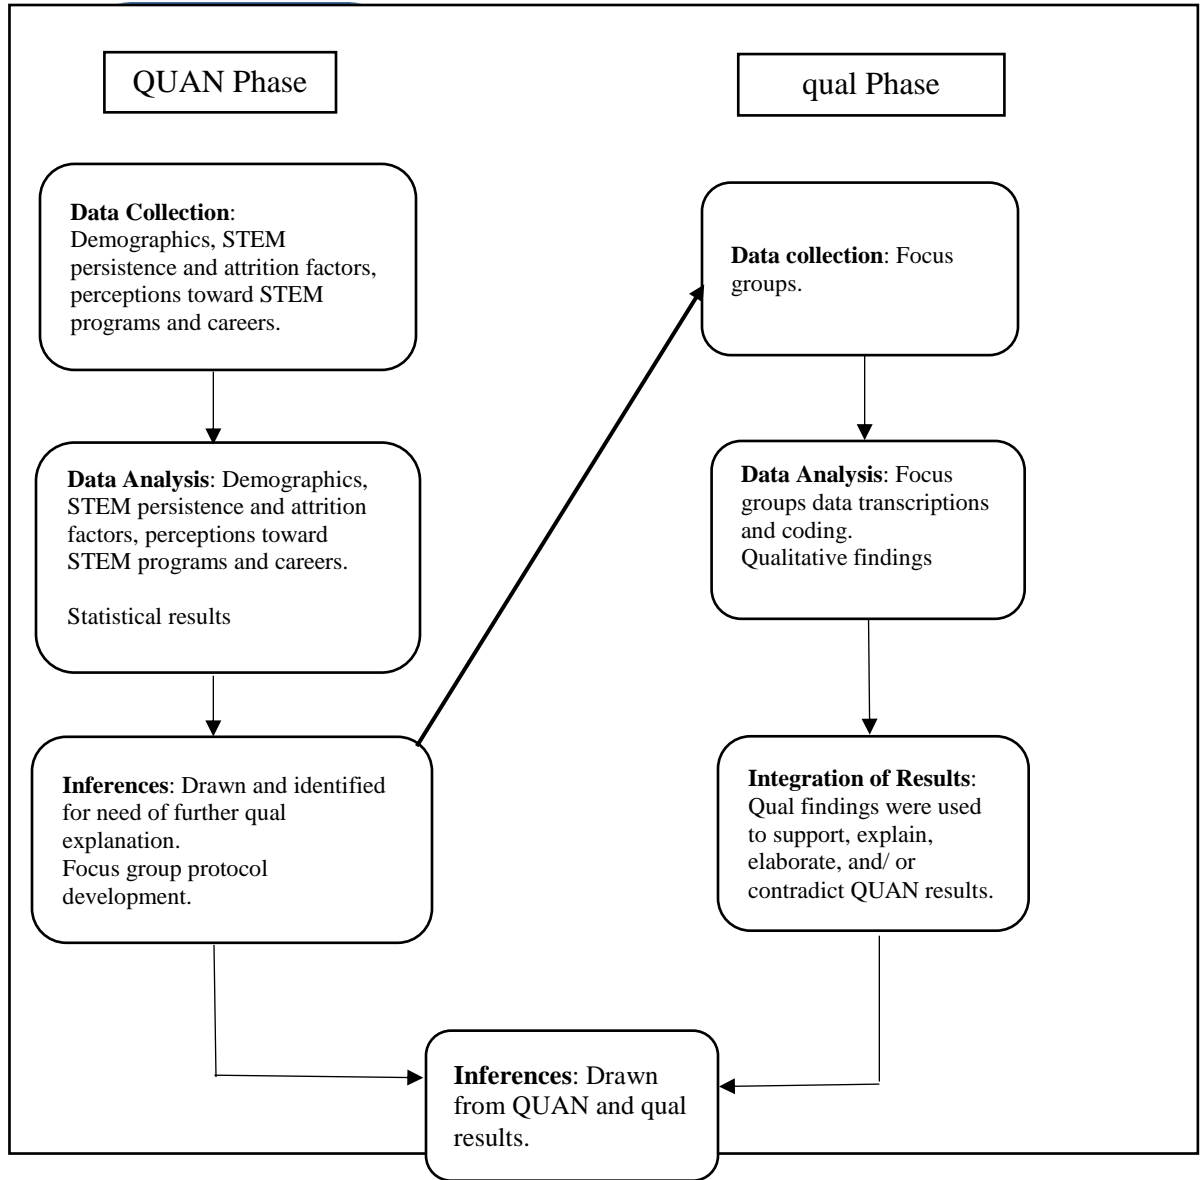 QUAN Phase
Data Collection:
Demographics, STEM
persistence and attrition factors,
perceptions toward STEM
programs and careers.
Data Analysis: Demographics,
STEM persistence and attrition
factors, perceptions toward
STEM programs and careers.
Statistical results
Inferences: Drawn and identified
for need of further qual
explanation.
Focus group protocol
development.
qual Phase
Data collection: Focus
groups.
Data Analysis: Focus
groups data transcriptions
and coding.
Qualitative findings
Integration of Results:
Qual findings were used
to support, explain,
elaborate, and/ or
contradict QUAN results.
Inferences: Drawn
from QUAN and qual
results.